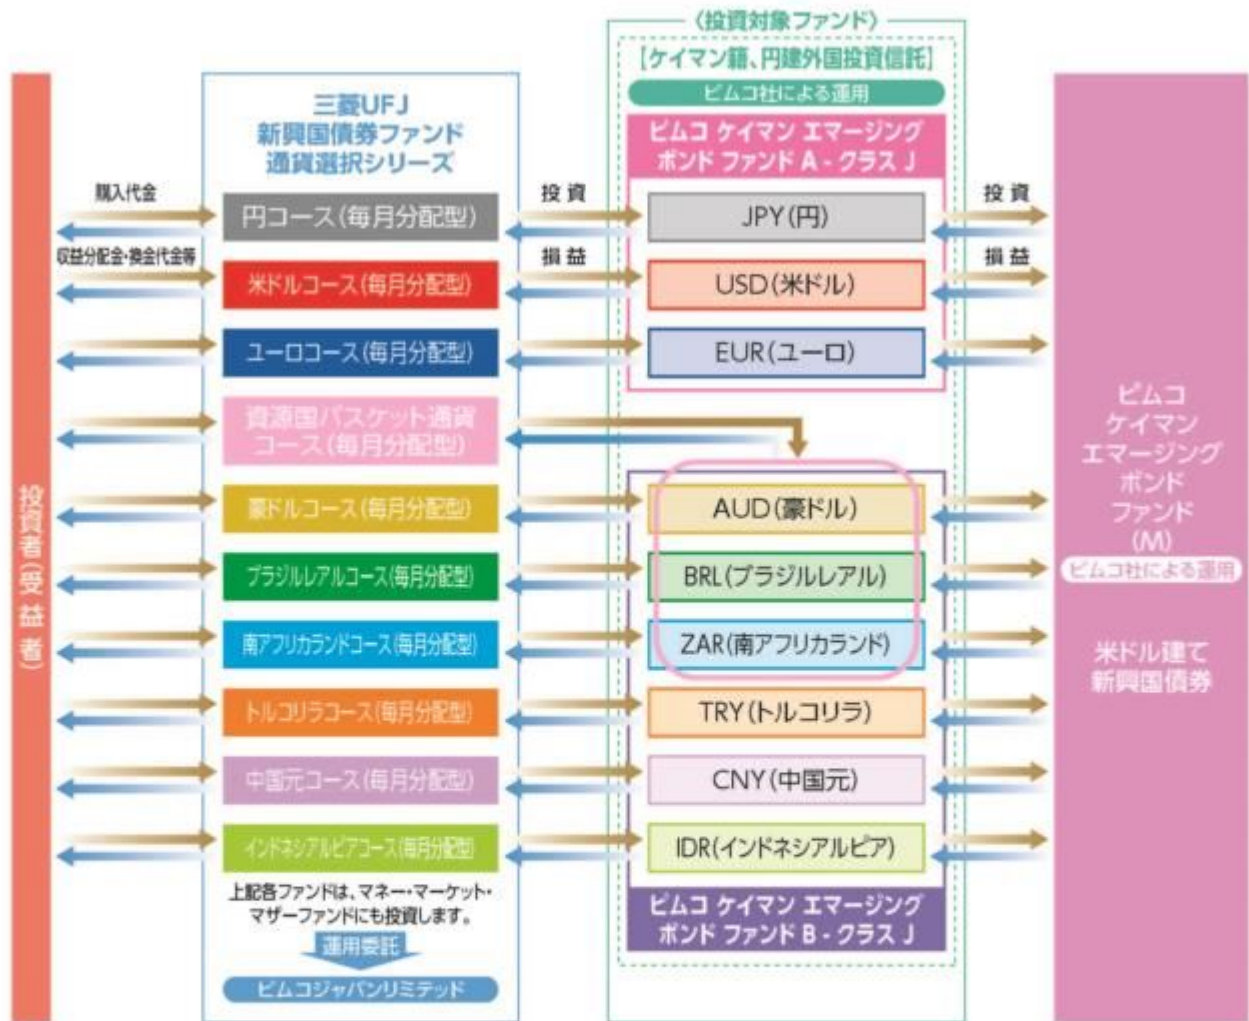 〈投資対象ファンド〉
【ケイマン籍、円建外国投資信託】
ピムコ社による運用
三菱UFJ
新興国債券ファンド
通貨選択シリーズ
ピムコ ケイマン エマージング
ボンド ファンド A - クラス J
購入代金
投資
投資
円コース(毎月分配型)
JPY(円)
収益分配金・換金代金等
損益
損益
米ドルコース(毎月分配型)
USD(米ドル)
ユーロコース(毎月分配型)
EUR(ユーロ)
資源国バスケット通貨
コース(毎月分配型)
豪ドルコース(毎月分配型)
AUD(豪ドル)
ブラジルレアルコース(毎月分配型)
BRL(ブラジルレアル)
南アフリカランドコース(毎月分配型)
ZAR(南アフリカランド)
トルコリラコース(毎月分配型)
TRY(トルコリラ)
中国元コース(毎月分配型)
CNY(中国元)
インドネシアルピアコース(毎月分配型)
IDR(インドネシアルピア)
上記各ファンドは、マネー・マーケット・
マザーファンドにも投資します。
運用委託
ピムコジャパンリミテッド
ピムコ ケイマン エマージング
ボンド ファンド B - クラス J
投資者(受益者)
ピムコ
ケイマン
エマージング
ボンド
ファンド
(M)
ピムコ社による運用
米ドル建て
新興国債券